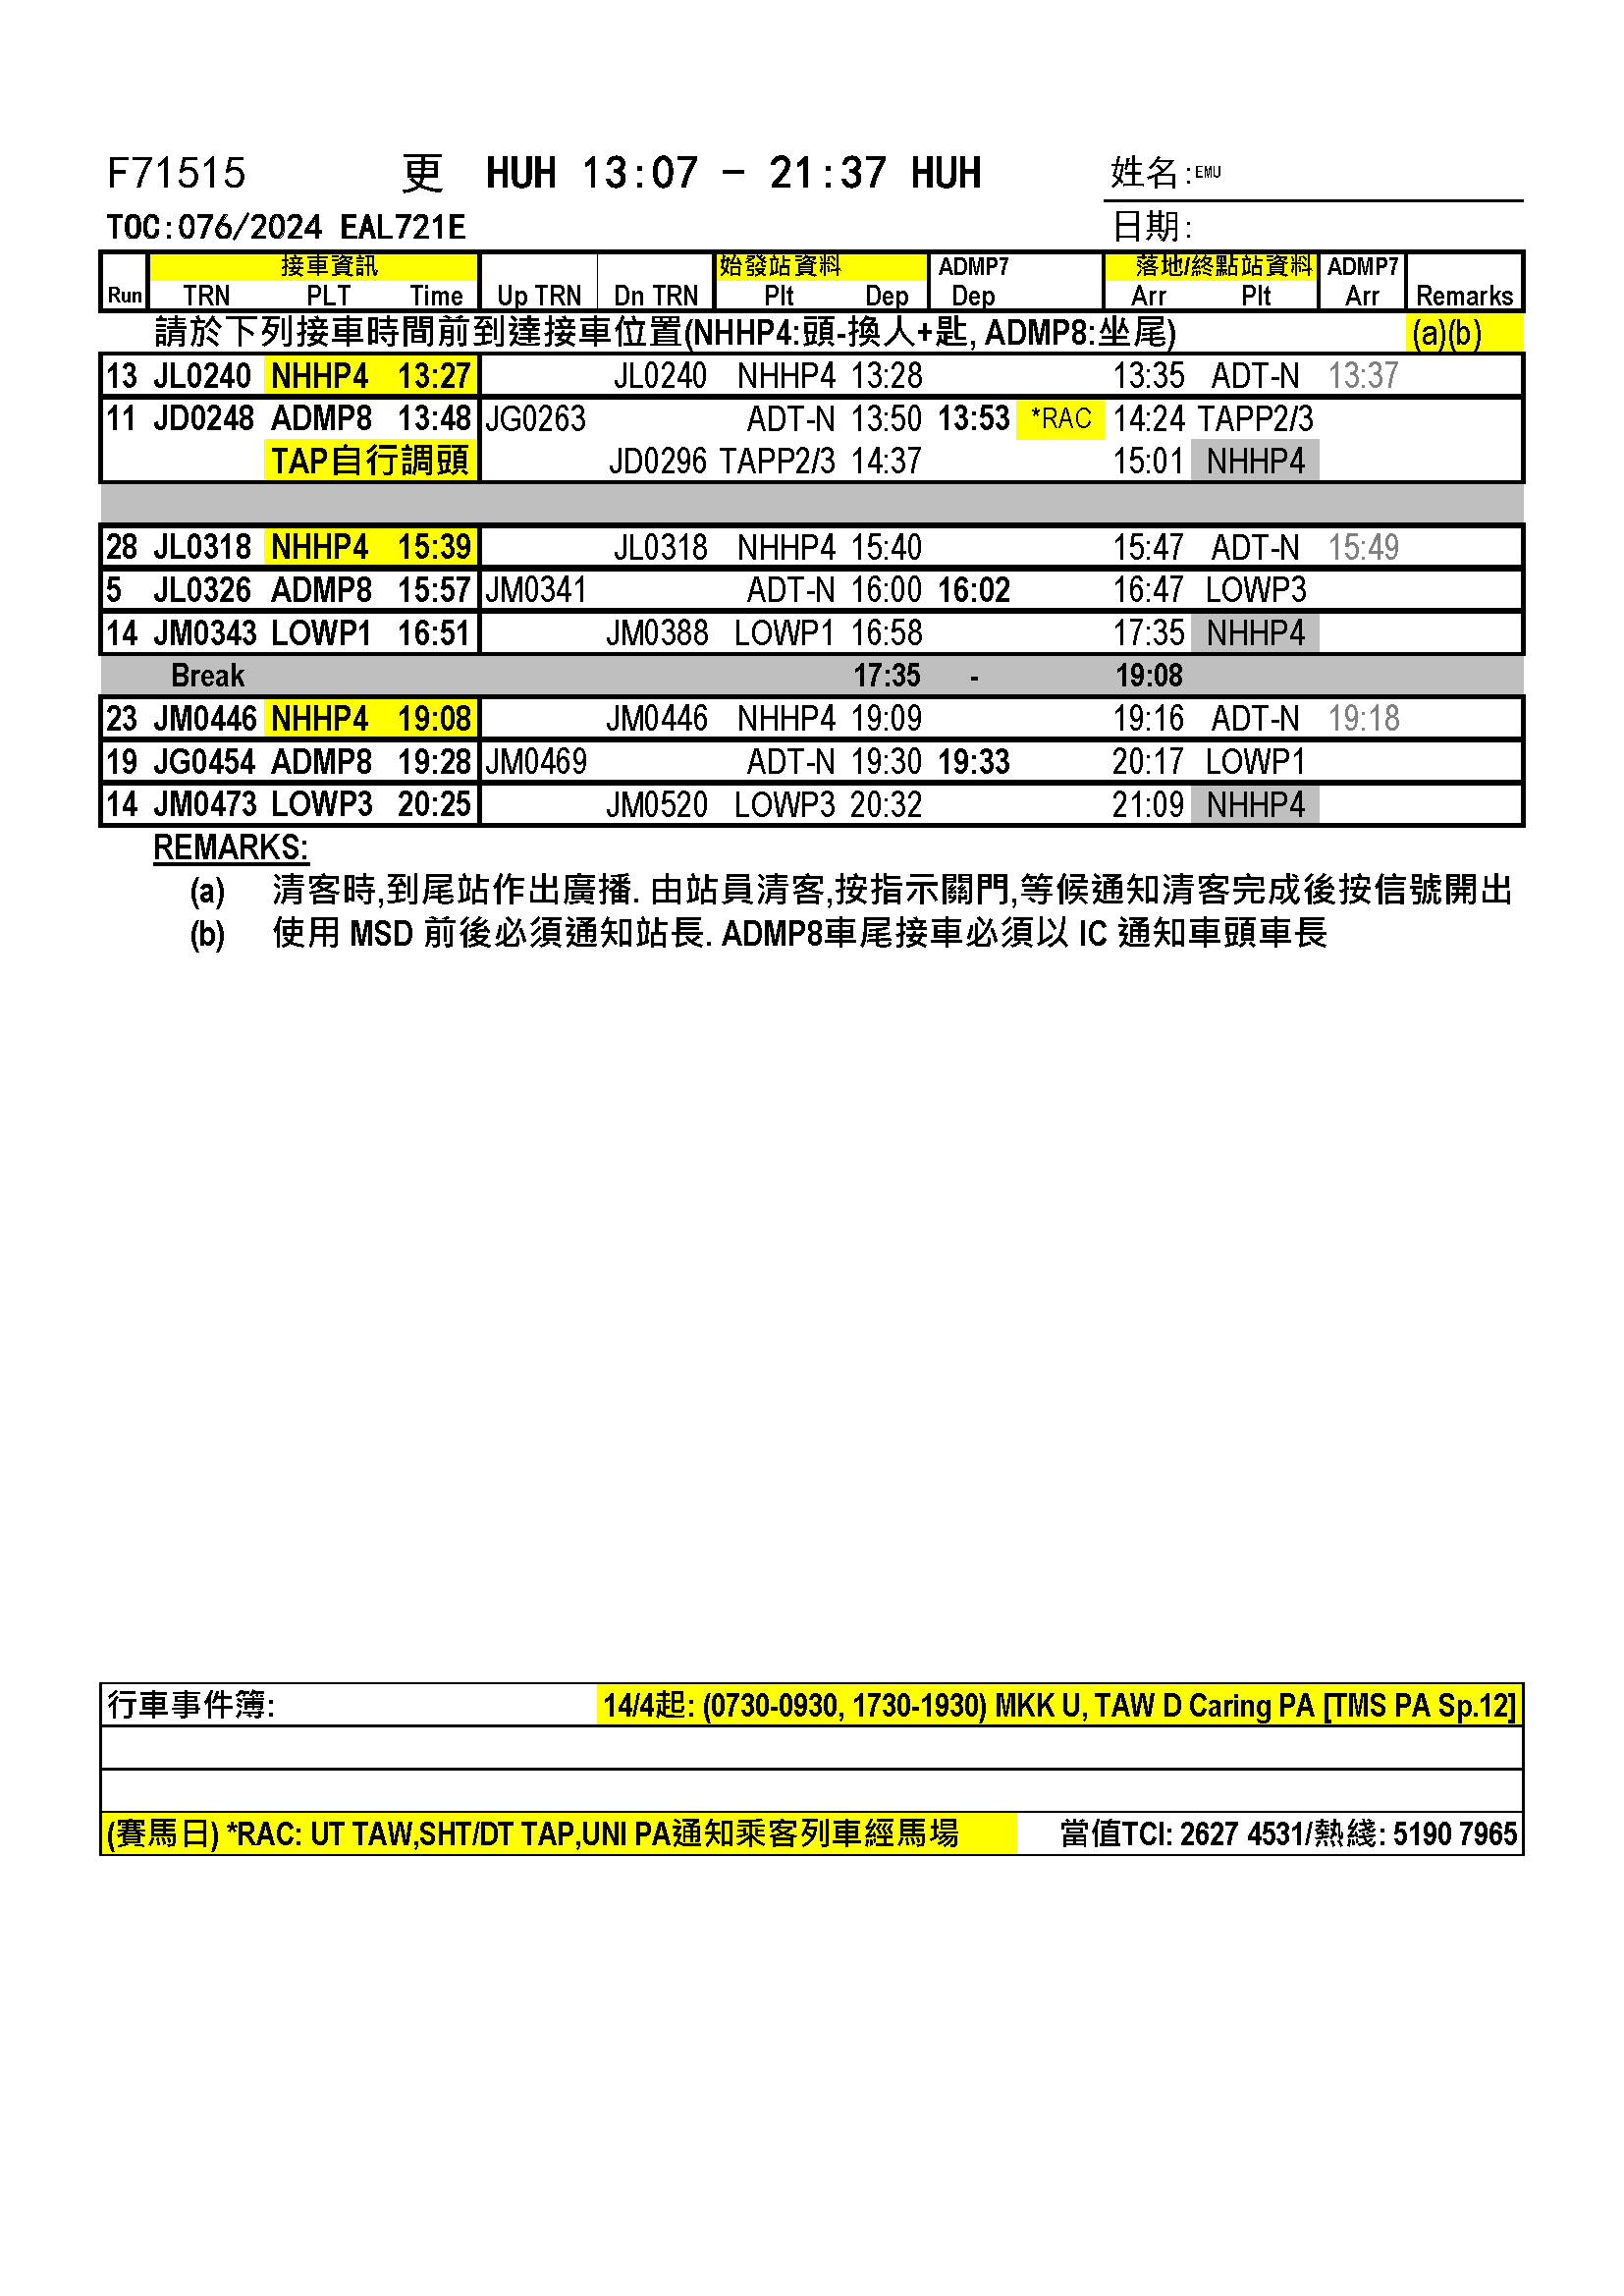 F71515 更 HUH 13:07 - 21:37 HUH 姓名:EMU
TOC:076/2024 EAL721E 日期:
接車資訊 始發站資料 ADMP7 落地/終點站資料 ADMP7
Run TRN PLT Time Up TRN Dn TRN Plt Dep Dep Arr Plt Arr Remarks
請於下列接車時間前到達接車位置(NHHP4:頭-換人+匙, ADMP8:坐尾) (a)(b)
13 JL0240 NHHP4 13:27 JL0240 NHHP4 13:28 13:35 ADT-N 13:37
11 JD0248 ADMP8 13:48 JG0263 ADT-N 13:50 13:53 *RAC 14:24 TAPP2/3
TAP自行調頭 JD0296 TAPP2/3 14:37 15:01 NHHP4
28 JL0318 NHHP4 15:39 JL0318 NHHP4 15:40 15:47 ADT-N 15:49
5 JL0326 ADMP8 15:57 JM0341 ADT-N 16:00 16:02 16:47 LOWP3
14 JM0343 LOWP1 16:51 JM0388 LOWP1 16:58 17:35 NHHP4
Break 17:35 - 19:08
23 JM0446 NHHP4 19:08 JM0446 NHHP4 19:09 19:16 ADT-N 19:18
19 JG0454 ADMP8 19:28 JM0469 ADT-N 19:30 19:33 20:17 LOWP1
14 JM0473 LOWP3 20:25 JM0520 LOWP3 20:32 21:09 NHHP4
REMARKS:
(a) 清客時,到尾站作出廣播. 由站員清客,按指示關門,等候通知清客完成後按信號開出
(b) 使用 MSD 前後必須通知站長. ADMP8車尾接車必須以 IC 通知車頭車長
行車事件簿: 14/4起: (0730-0930, 1730-1930) MKK U, TAW D Caring PA [TMS PA Sp.12]
(賽馬日) *RAC: UT TAW,SHT/DT TAP,UNI PA通知乘客列車經馬場 當值TCI: 2627 4531/熱綫: 5190 7965